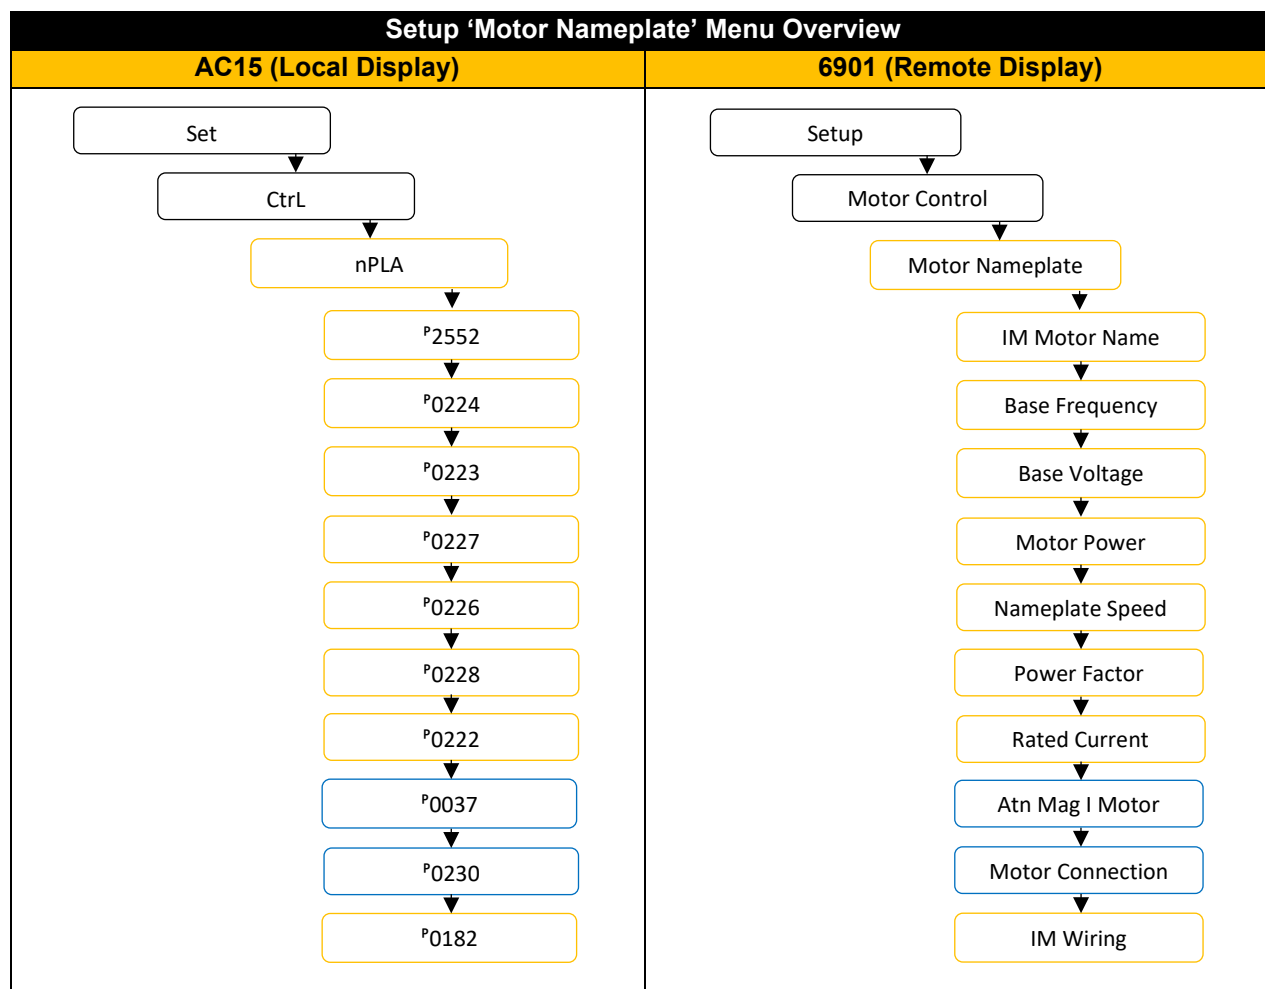 Setup ‘Motor Nameplate’ Menu Overview
AC15 (Local Display)
6901 (Remote Display)
Set
CtrL
nPLA
ᴾ2552
ᴾ0224
ᴾ0223
ᴾ0227
ᴾ0226
ᴾ0228
ᴾ0222
ᴾ0037
ᴾ0230
ᴾ0182
Setup
Motor Control
Motor Nameplate
IM Motor Name
Base Frequency
Base Voltage
Motor Power
Nameplate Speed
Power Factor
Rated Current
Atn Mag I Motor
Motor Connection
IM Wiring